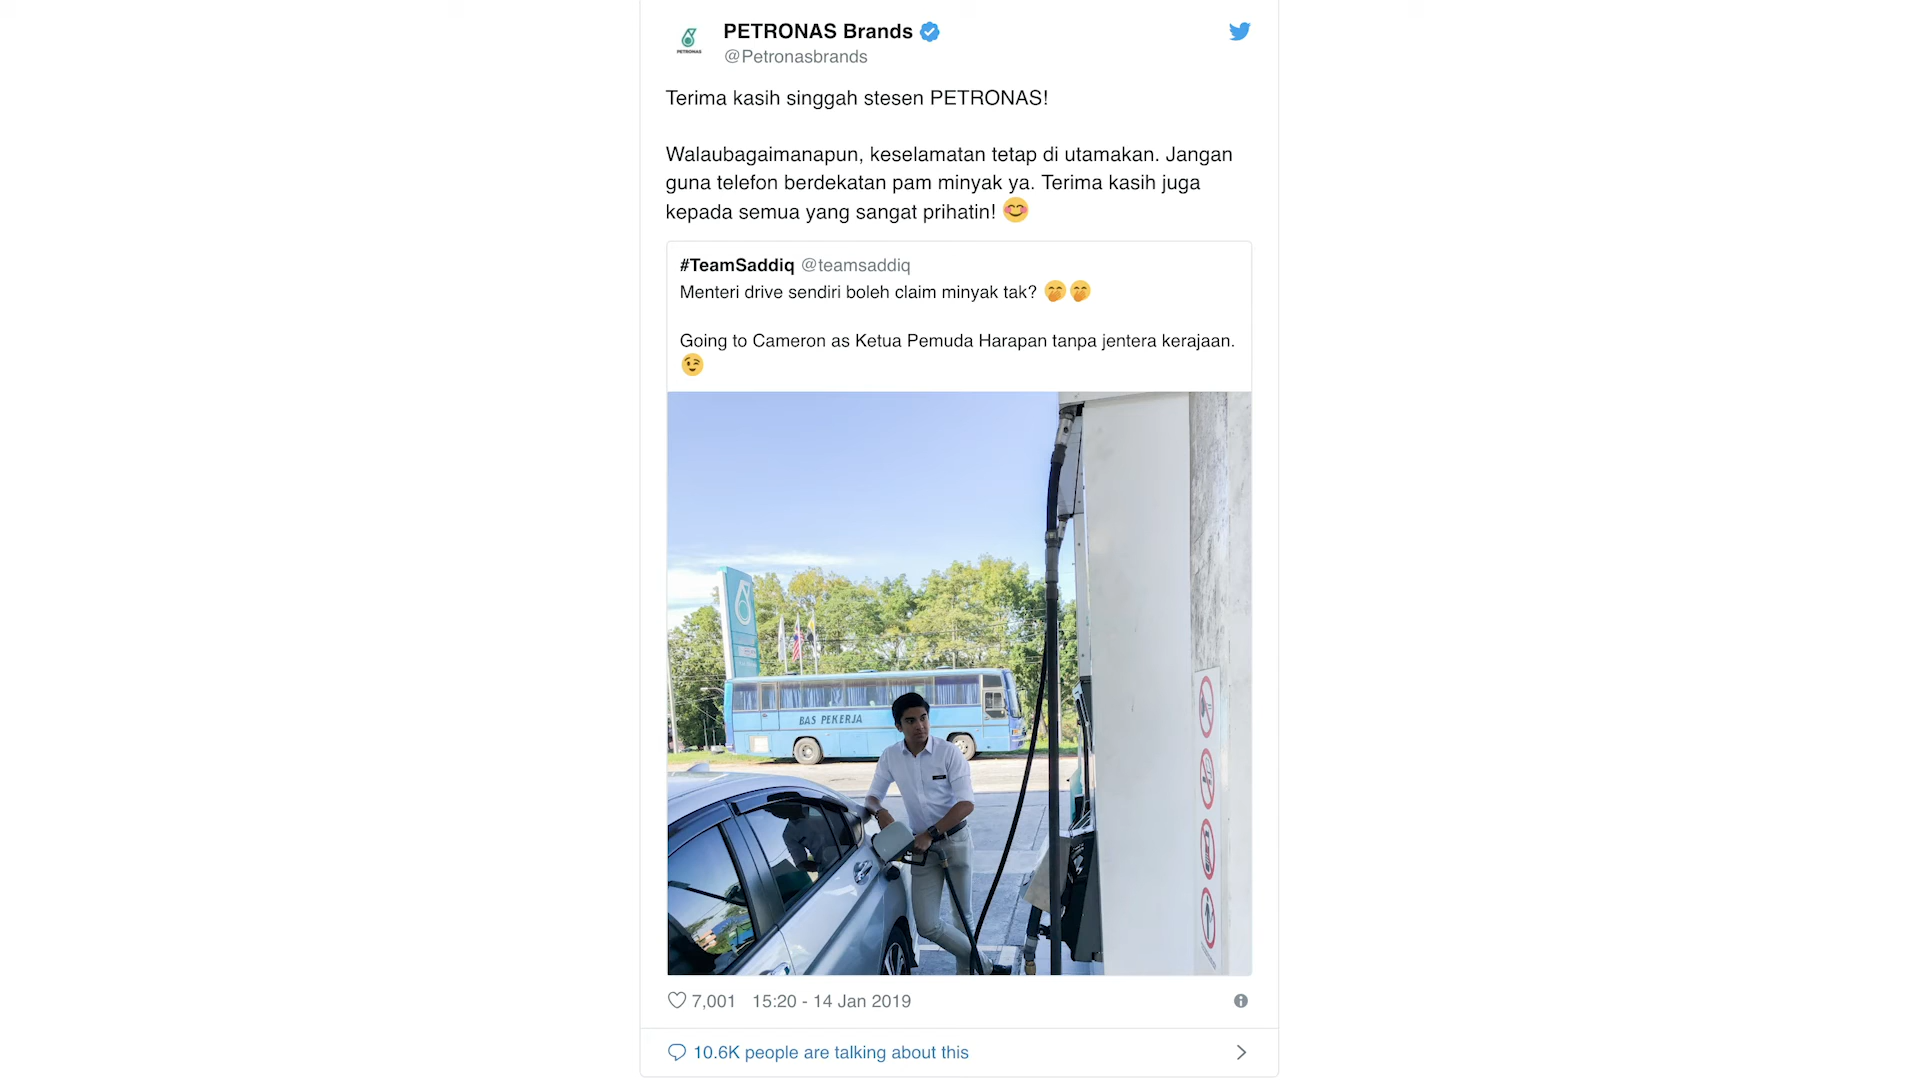 PETRONAS
PETRONAS Brands
@Petronasbrands
Terima kasih singgah stesen PETRONAS!
Walaubagaimanapun, keselamatan tetap di utamakan. Jangan
guna telefon berdekatan pam minyak ya. Terima kasih juga
kepada semua yang sangat prihatin! 😊
#TeamSaddiq @teamsaddiq
Menteri drive sendiri boleh claim minyak tak? 🤭🤭
Going to Cameron as Ketua Pemuda Harapan tanpa jentera kerajaan.
😉
BAS PEKERJA
7,001 15:20 - 14 Jan 2019
10.6K people are talking about this